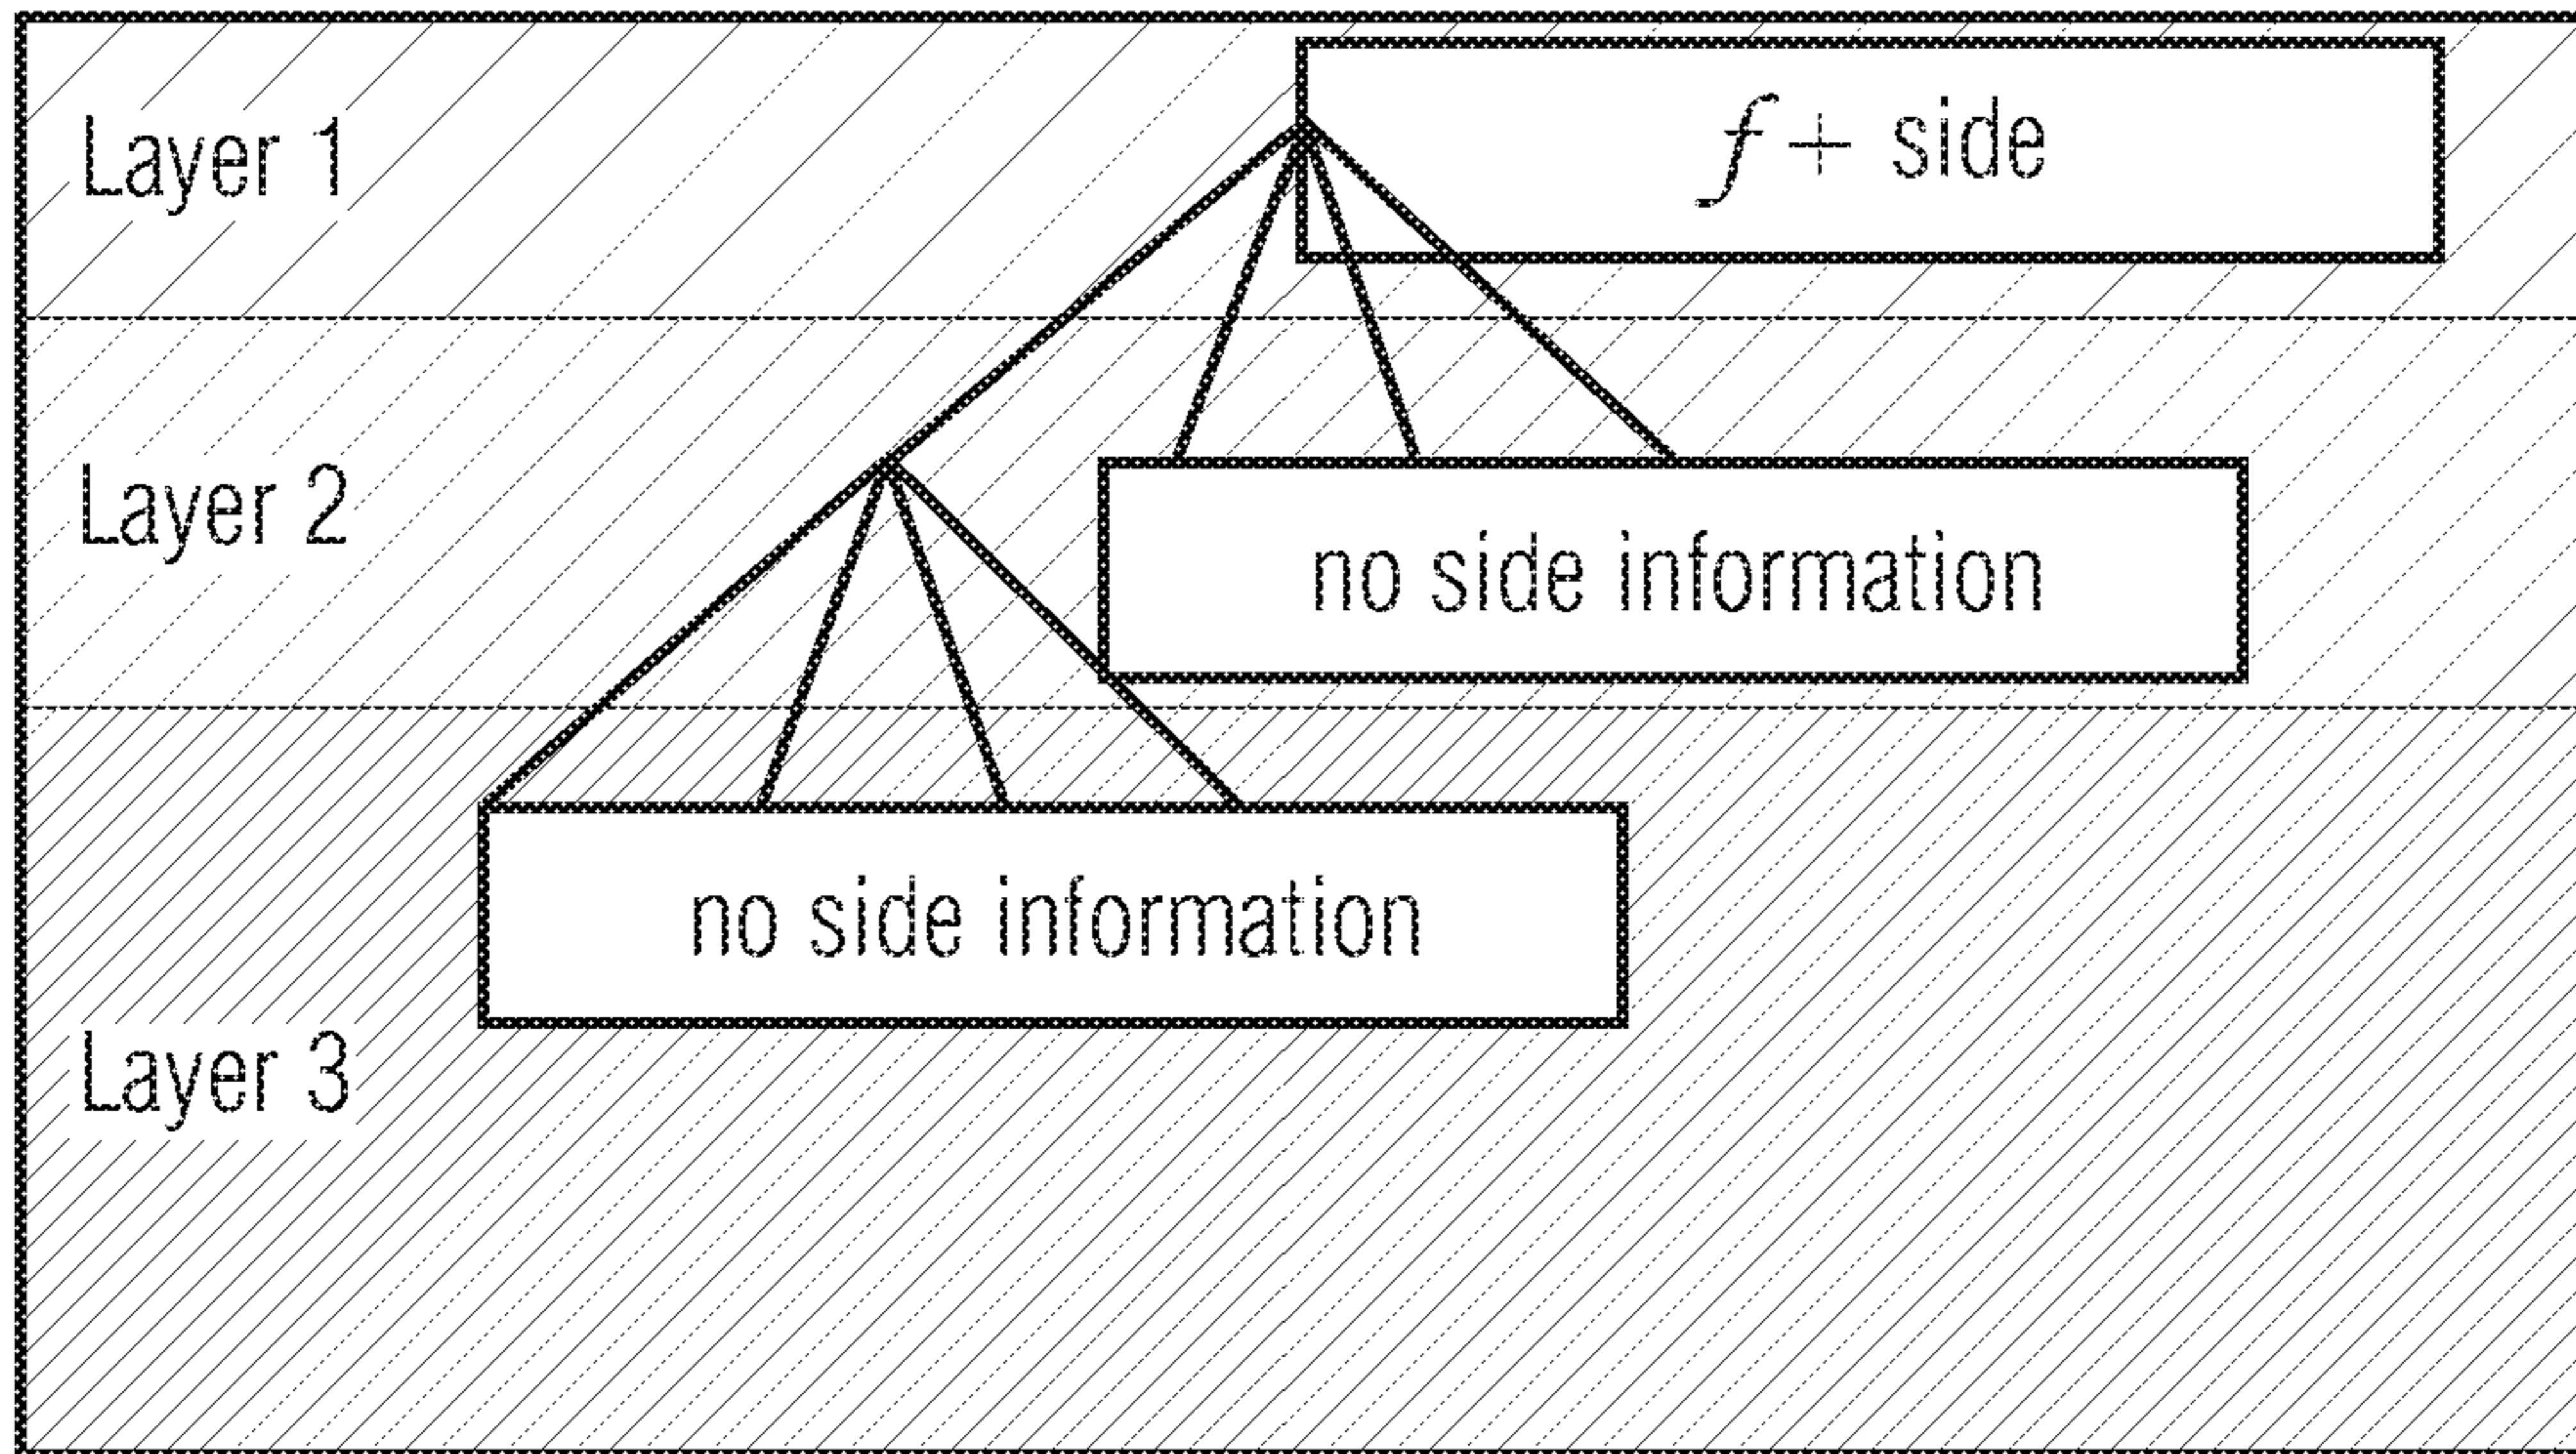 Layer 1
f + side
Layer 2
no side information
no side information
Layer 3